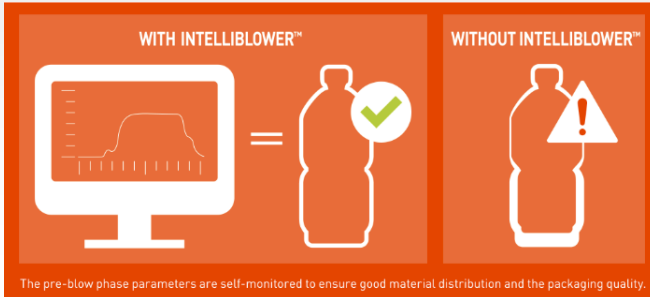 WITH INTELLIBLOWER™
WITHOUT INTELLIBLOWER™
The pre-blow phase parameters are self-monitored to ensure good material distribution and the packaging quality.